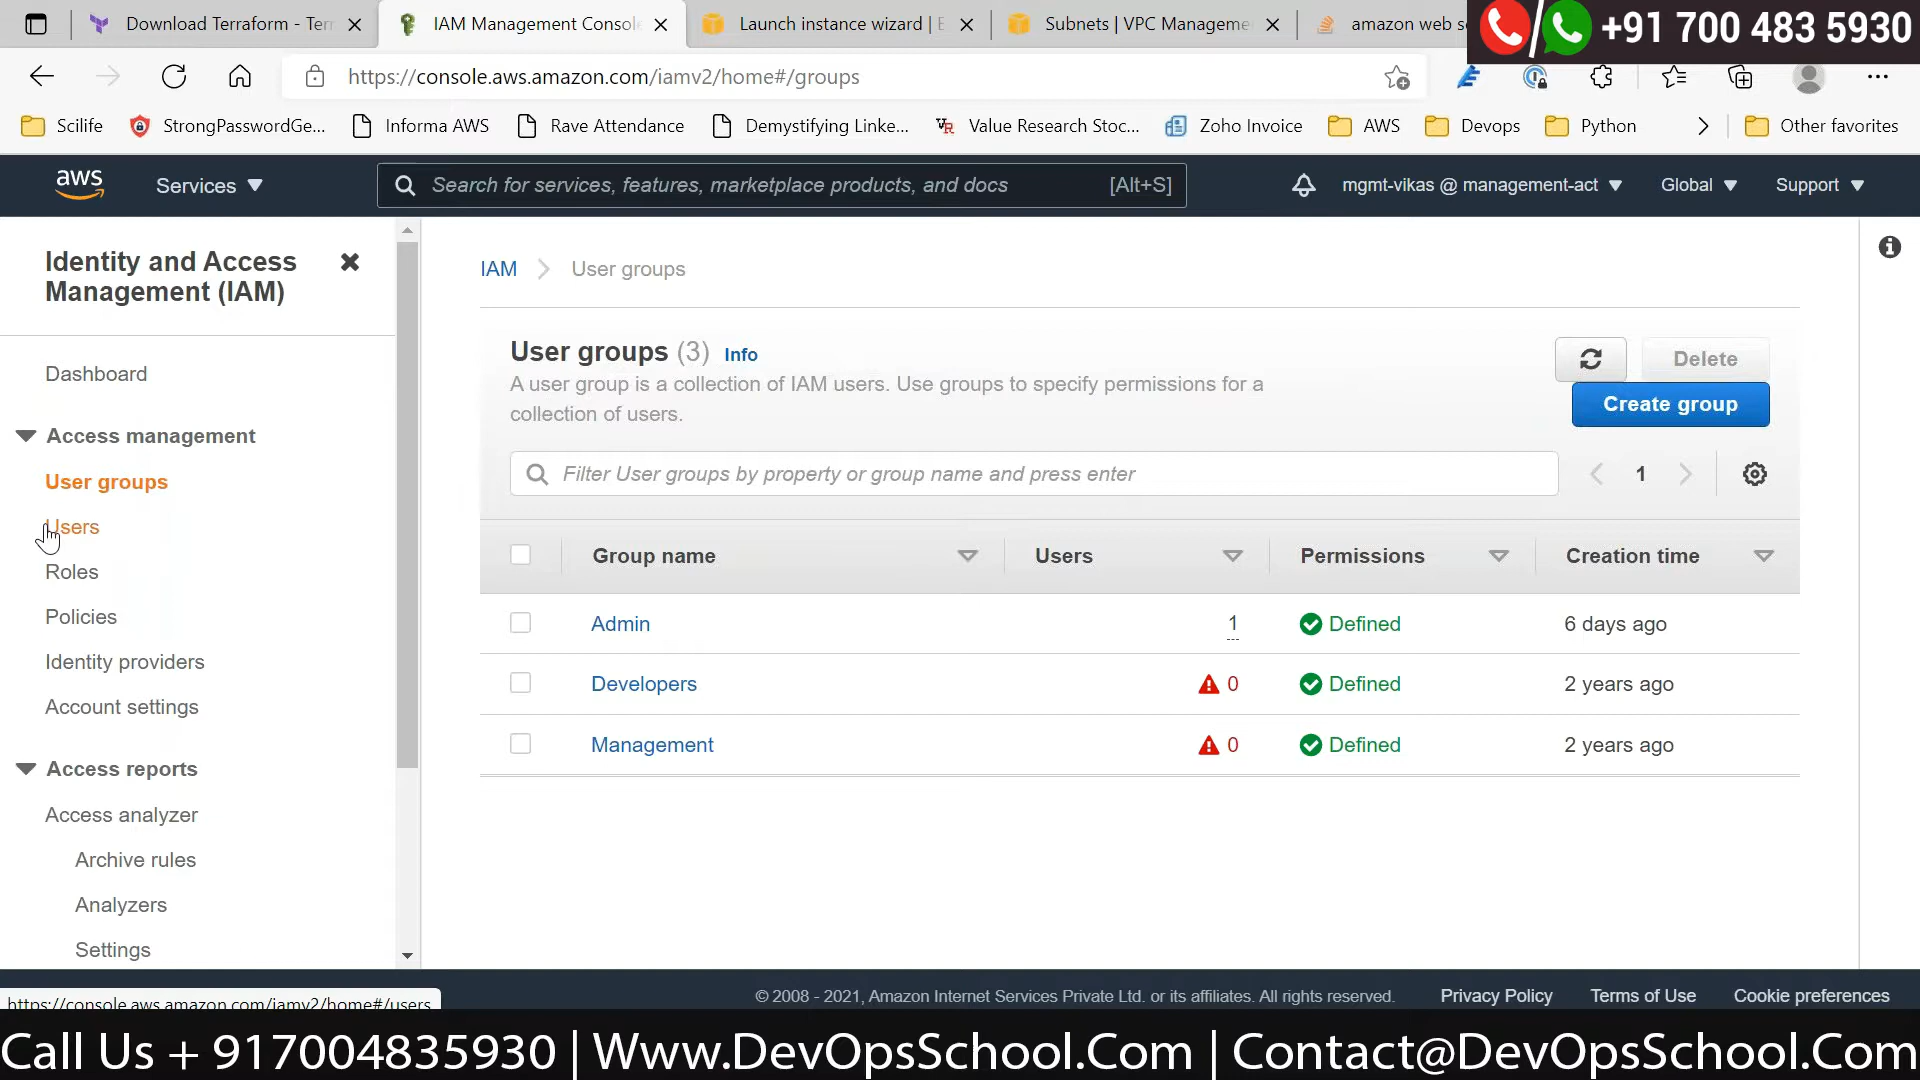 Download Terraform - Terr
IAM Management Consol
Launch instance wizard | E
Subnets | VPC Manageme
amazon web se
+91 700 483 5930
https://console.aws.amazon.com/iamv2/home#/groups
Scilife
StrongPasswordGe...
Informa AWS
Rave Attendance
Demystifying Linke...
Value Research Stoc...
Zoho Invoice
AWS
Devops
Python
Other favorites
aws
Services
Search for services, features, marketplace products, and docs
[Alt+S]
mgmt-vikas @ management-act
Global
Support
Identity and Access
Management (IAM)
Dashboard
Access management
User groups
Users
Roles
Policies
Identity providers
Account settings
Access reports
Access analyzer
Archive rules
Analyzers
Settings
https://console.aws.amazon.com/iamv2/home#/users
IAM
User groups
User groups (3) Info
A user group is a collection of IAM users. Use groups to specify permissions for a
collection of users.
Delete
Create group
Filter User groups by property or group name and press enter
1
Group name Users Permissions Creation time
Admin 1 Defined 6 days ago
Developers 0 Defined 2 years ago
Management 0 Defined 2 years ago
© 2008 - 2021, Amazon Internet Services Private Ltd. or its affiliates. All rights reserved.
Privacy Policy
Terms of Use
Cookie preferences
Call Us + 917004835930 | Www.DevOpsSchool.Com | Contact@DevOpsSchool.Com